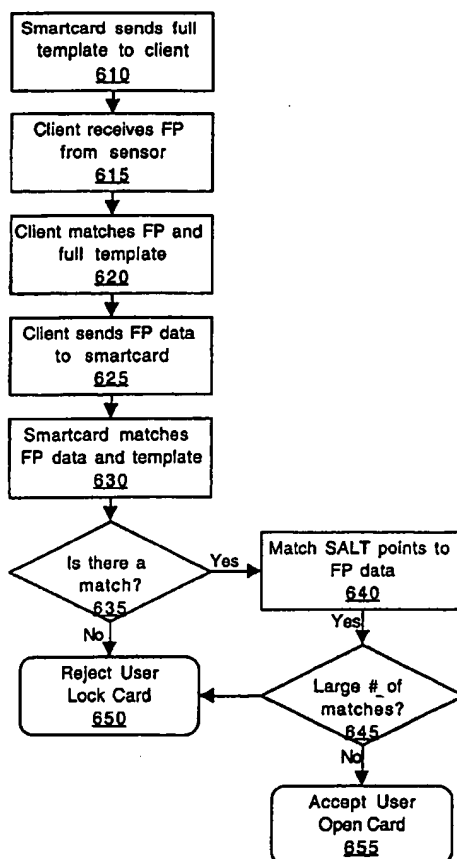 Smartcard sends full
template to client
610
Client receives FP
from sensor
615
Client matches FP and
full template
620
Client sends FP data
to smartcard
625
Smartcard matches
FP data and template
630
Is there a
match?
635
Yes
No
Match SALT points to
FP data
640
Yes
Large #_of
matches?
645
No
Reject User
Lock Card
650
Accept User
Open Card
655